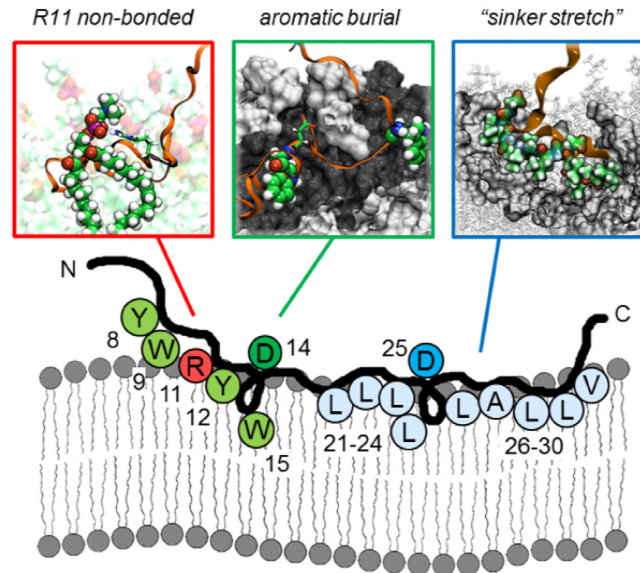 R11 non-bonded
aromatic burial
“sinker stretch”
N
C
Y
W
R
Y
D
W
8
9
11
12
14
15
25
D
L
L
L
L
L
A
L
L
V
21-24
26-30